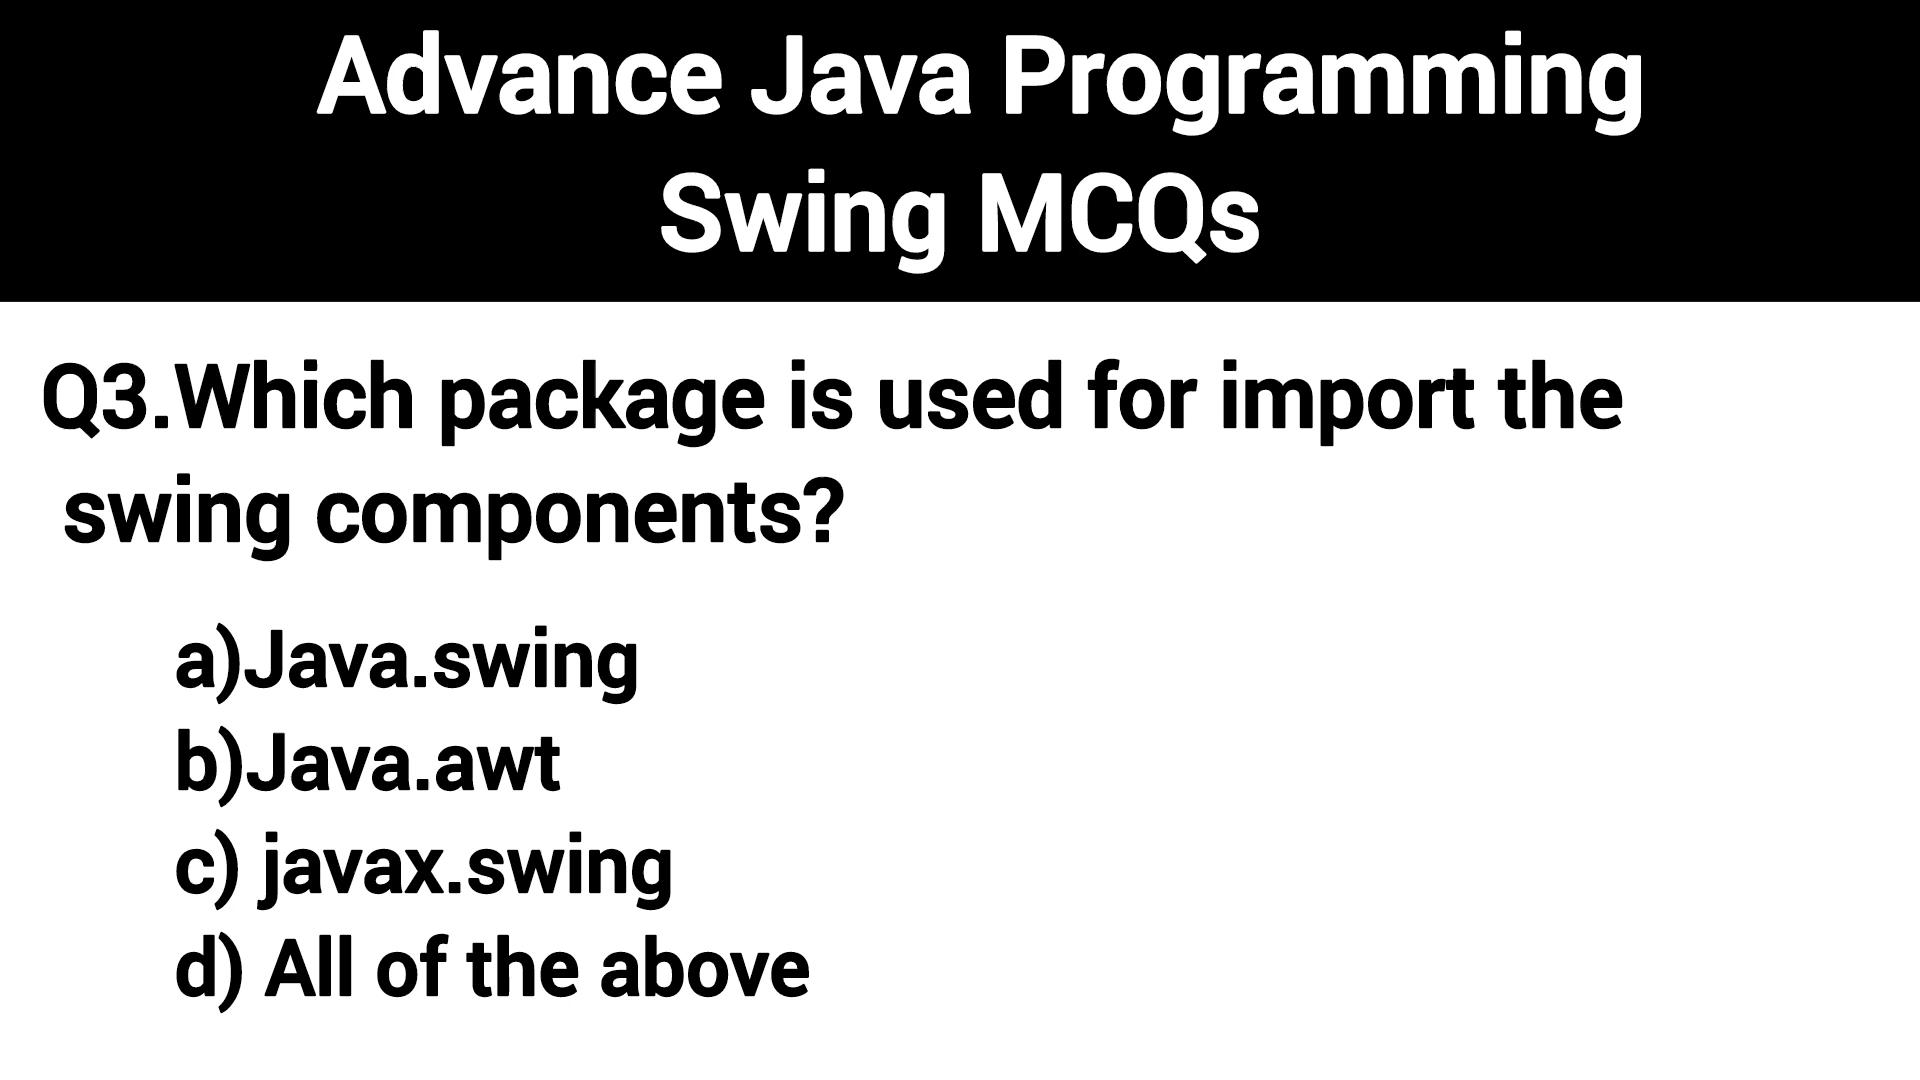 Advance Java Programming
Swing MCQs
Q3.Which package is used for import the
swing components?
a)Java.swing
b)Java.awt
c) javax.swing
d) All of the above